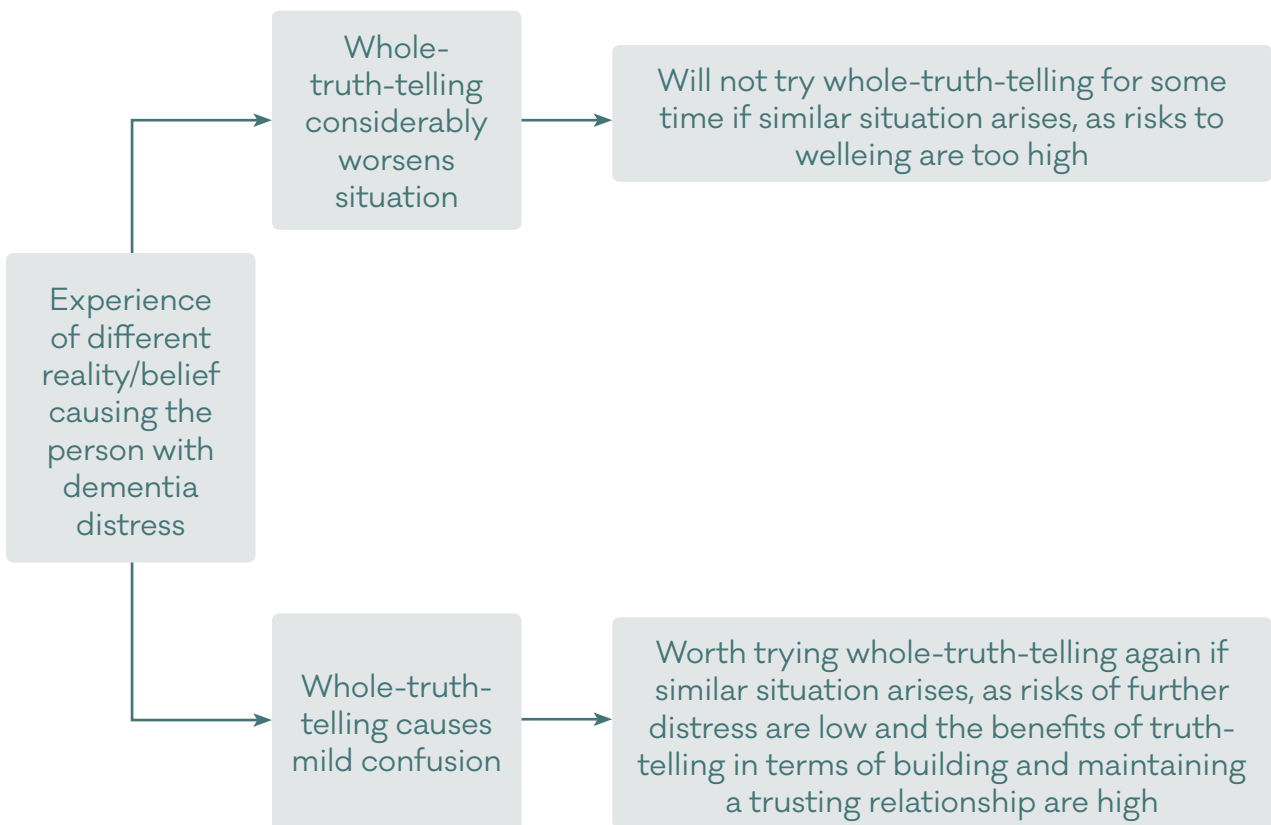 Whole-
truth-telling
considerably
worsens
situation
Will not try whole-truth-telling for some
time if similar situation arises, as risks to
welleing are too high
Experience
of different
reality/belief
causing the
person with
dementia
distress
Whole-truth-
telling causes
mild confusion
Worth trying whole-truth-telling again if
similar situation arises, as risks of further
distress are low and the benefits of truth-
telling in terms of building and maintaining
a trusting relationship are high